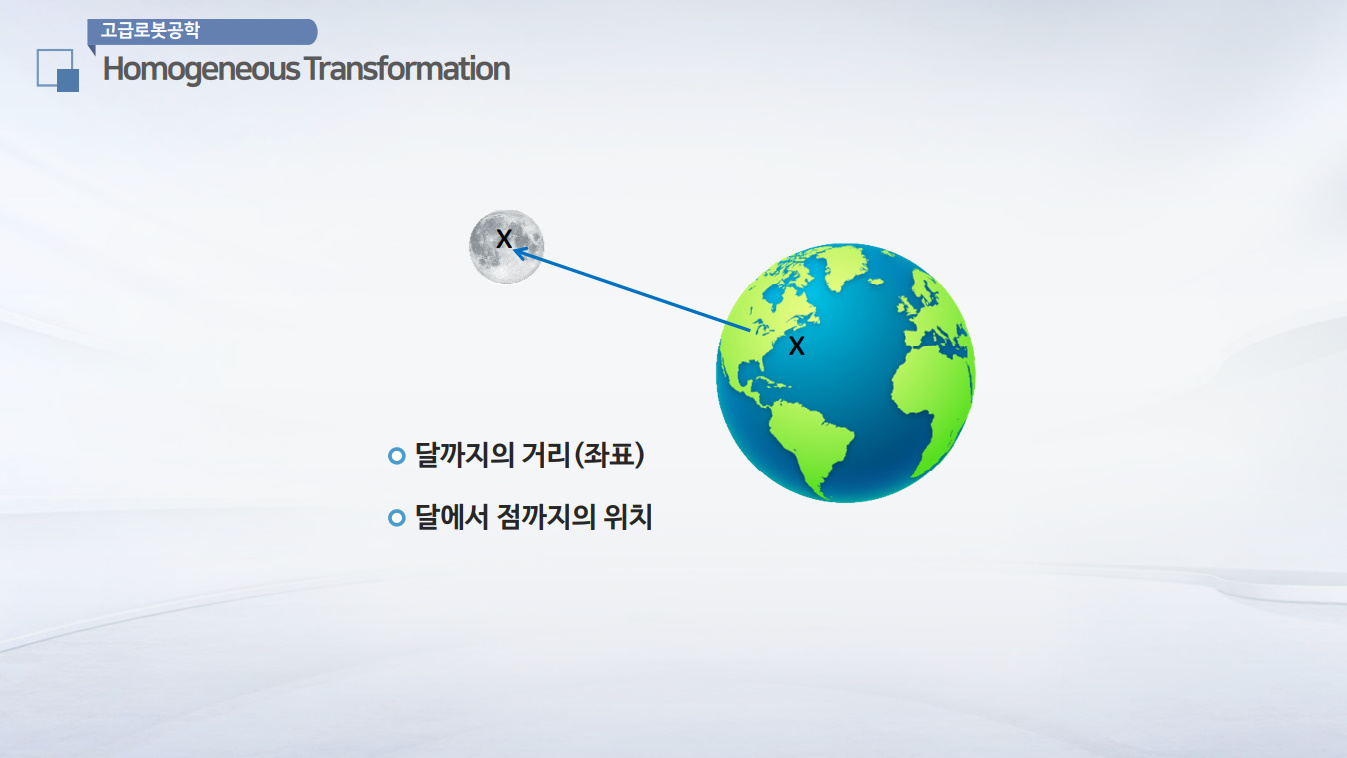 고급로봇공학
Homogeneous Transformation
X
X
달까지의 거리(좌표)
달에서 점까지의 위치